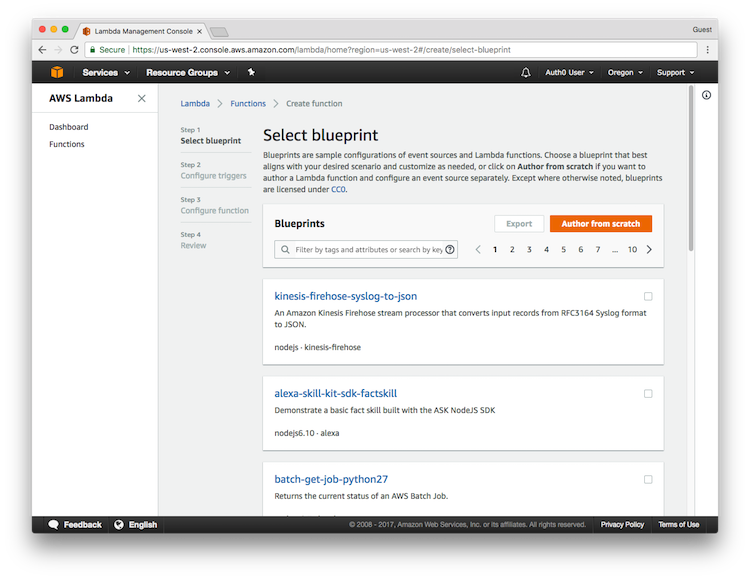 Lambda Management Console
Guest
Secure https://us-west-2.console.aws.amazon.com/lambda/home?region=us-west-2#/create/select-blueprint
Services Resource Groups Auth0 User Oregon Support
AWS Lambda
Dashboard
Functions
Lambda Functions Create function
Step 1
Select blueprint
Step 2
Configure triggers
Step 3
Configure function
Step 4
Review
Select blueprint
Blueprints are sample configurations of event sources and Lambda functions. Choose a blueprint that best
aligns with your desired scenario and customize as needed, or click on Author from scratch if you want to
author a Lambda function and configure an event source separately. Except where otherwise noted, blueprints
are licensed under CC0.
Blueprints
Export
Author from scratch
Filter by tags and attributes or search by key
1 2 3 4 5 6 7 ... 10
kinesis-firehose-syslog-to-json
An Amazon Kinesis Firehose stream processor that converts input records from RFC3164 Syslog format
to JSON.
nodejs · kinesis-firehose
alexa-skill-kit-sdk-factskill
Demonstrate a basic fact skill built with the ASK NodeJS SDK
nodejs6.10 · alexa
batch-get-job-python27
Returns the current status of an AWS Batch Job.
Feedback English © 2008 - 2017, Amazon Web Services, Inc. or its affiliates. All rights reserved. Privacy Policy Terms of Use